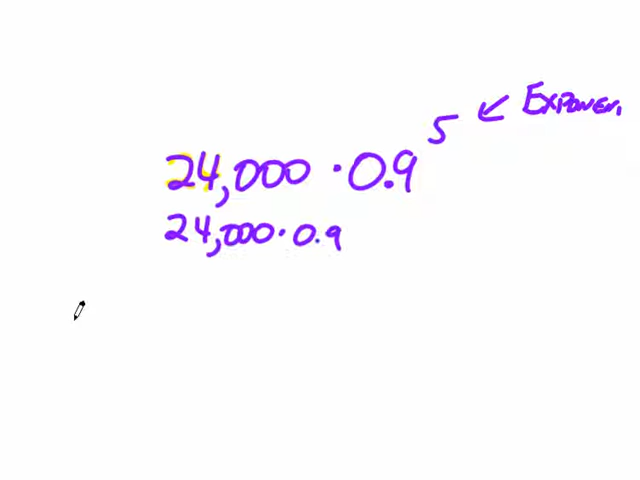 5 ← Exponen
24,000 · 0.9
24,000 · 0.9